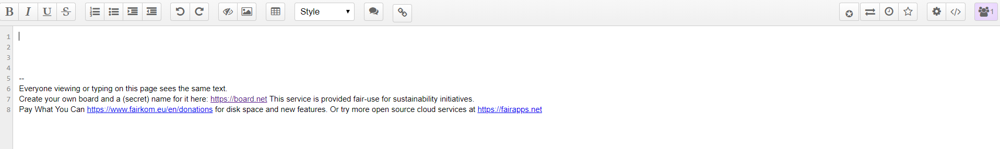 B I U S Style 1
1
2
3
4
5 --
6 Everyone viewing or typing on this page sees the same text.
7 Create your own board and a (secret) name for it here: https://board.net This service is provided fair-use for sustainability initiatives.
8 Pay What You Can https://www.fairkom.eu/en/donations for disk space and new features. Or try more open source cloud services at https://fairapps.net